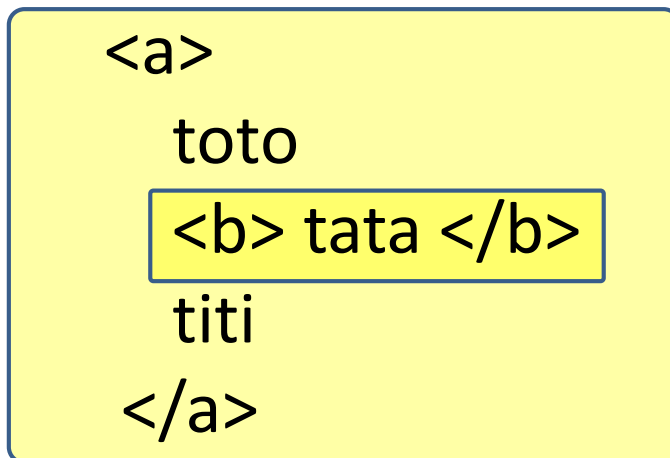 <a>
toto
<b> tata </b>
titi
</a>